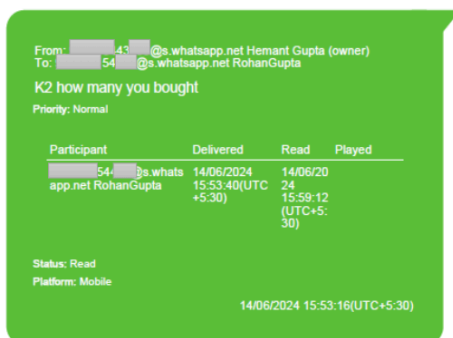 From: 43 @s.whatsapp.net Hemant Gupta (owner)
To: 54 @s.whatsapp.net RohanGupta
K2 how many you bought
Priority: Normal
Participant Delivered Read Played
54 @s.whats 14/06/2024 14/06/20
app.net RohanGupta 15:53:40(UTC 24
+5:30) 15:59:12
(UTC+5:
30)
Status: Read
Platform: Mobile
14/06/2024 15:53:16(UTC+5:30)